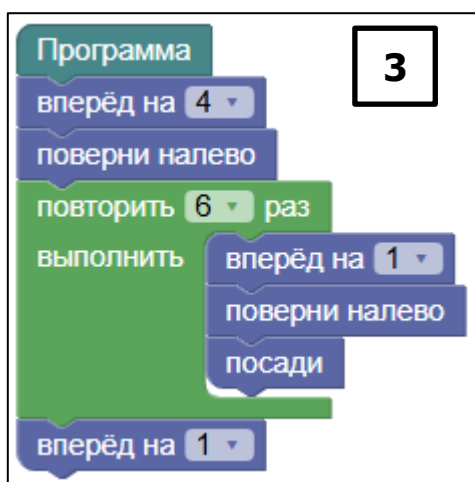 Программа
3
вперёд на 4
поверни налево
повторить 6 раз
выполнить вперёд на 1
поверни налево
посади
вперёд на 1